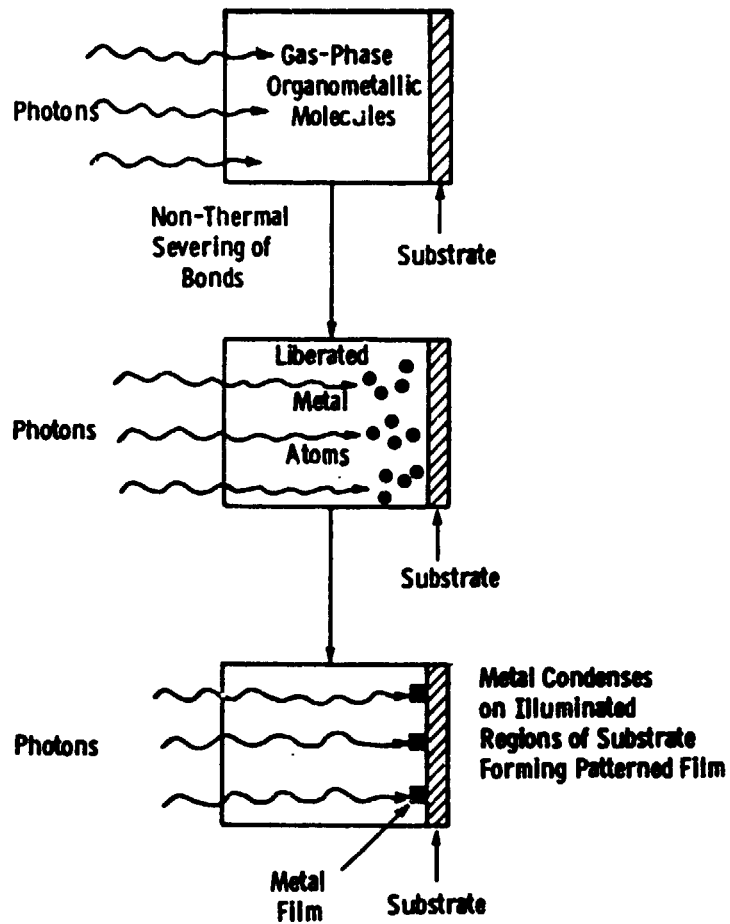 Gas-Phase
Organometallic
Molecules
Photons
Non-Thermal
Severing of
Bonds
Substrate
Liberated
Metal
Atoms
Photons
Substrate
Photons
Metal Condenses
on Illuminated
Regions of Substrate
Forming Patterned Film
Metal
Film
Substrate